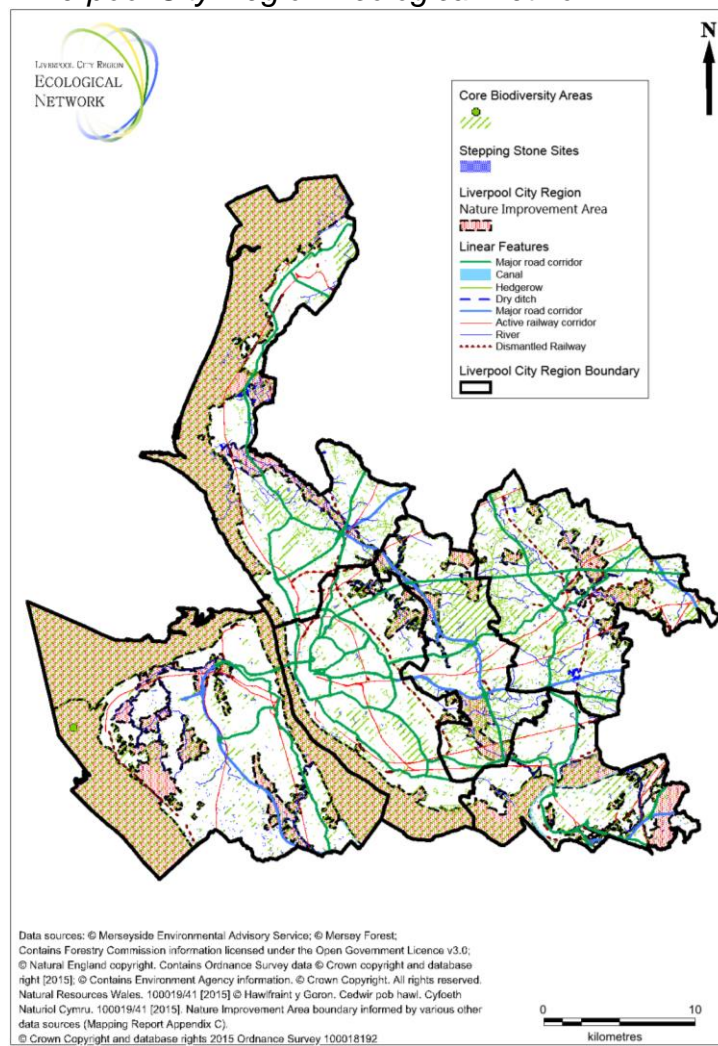 Liverpool City Region
Ecological
Network
N
Core Biodiversity Areas
Stepping Stone Sites
Liverpool City Region
Nature Improvement Area
Linear Features
Major road corridor
Canal
Hedgerow
Dry ditch
Major road corridor
Active railway corridor
River
Dismantled Railway
Liverpool City Region Boundary
Data sources: © Merseyside Environmental Advisory Service; © Mersey Forest;
Contains Forestry Commission information licensed under the Open Government Licence v3.0;
© Natural England copyright. Contains Ordnance Survey data © Crown copyright and database
right [2015]; © Contains Environment Agency information. © Crown Copyright. All rights reserved.
Natural Resources Wales. 100019/41 [2015] © Hawlfraint y Goron. Cedwir pob hawl. Cyfoeth
Naturiol Cymru. 100019/41 [2015]. Nature Improvement Area boundary informed by various other
data sources (Mapping Report Appendix C).
© Crown Copyright and database rights 2015 Ordnance Survey 100018192
0 10
kilometres